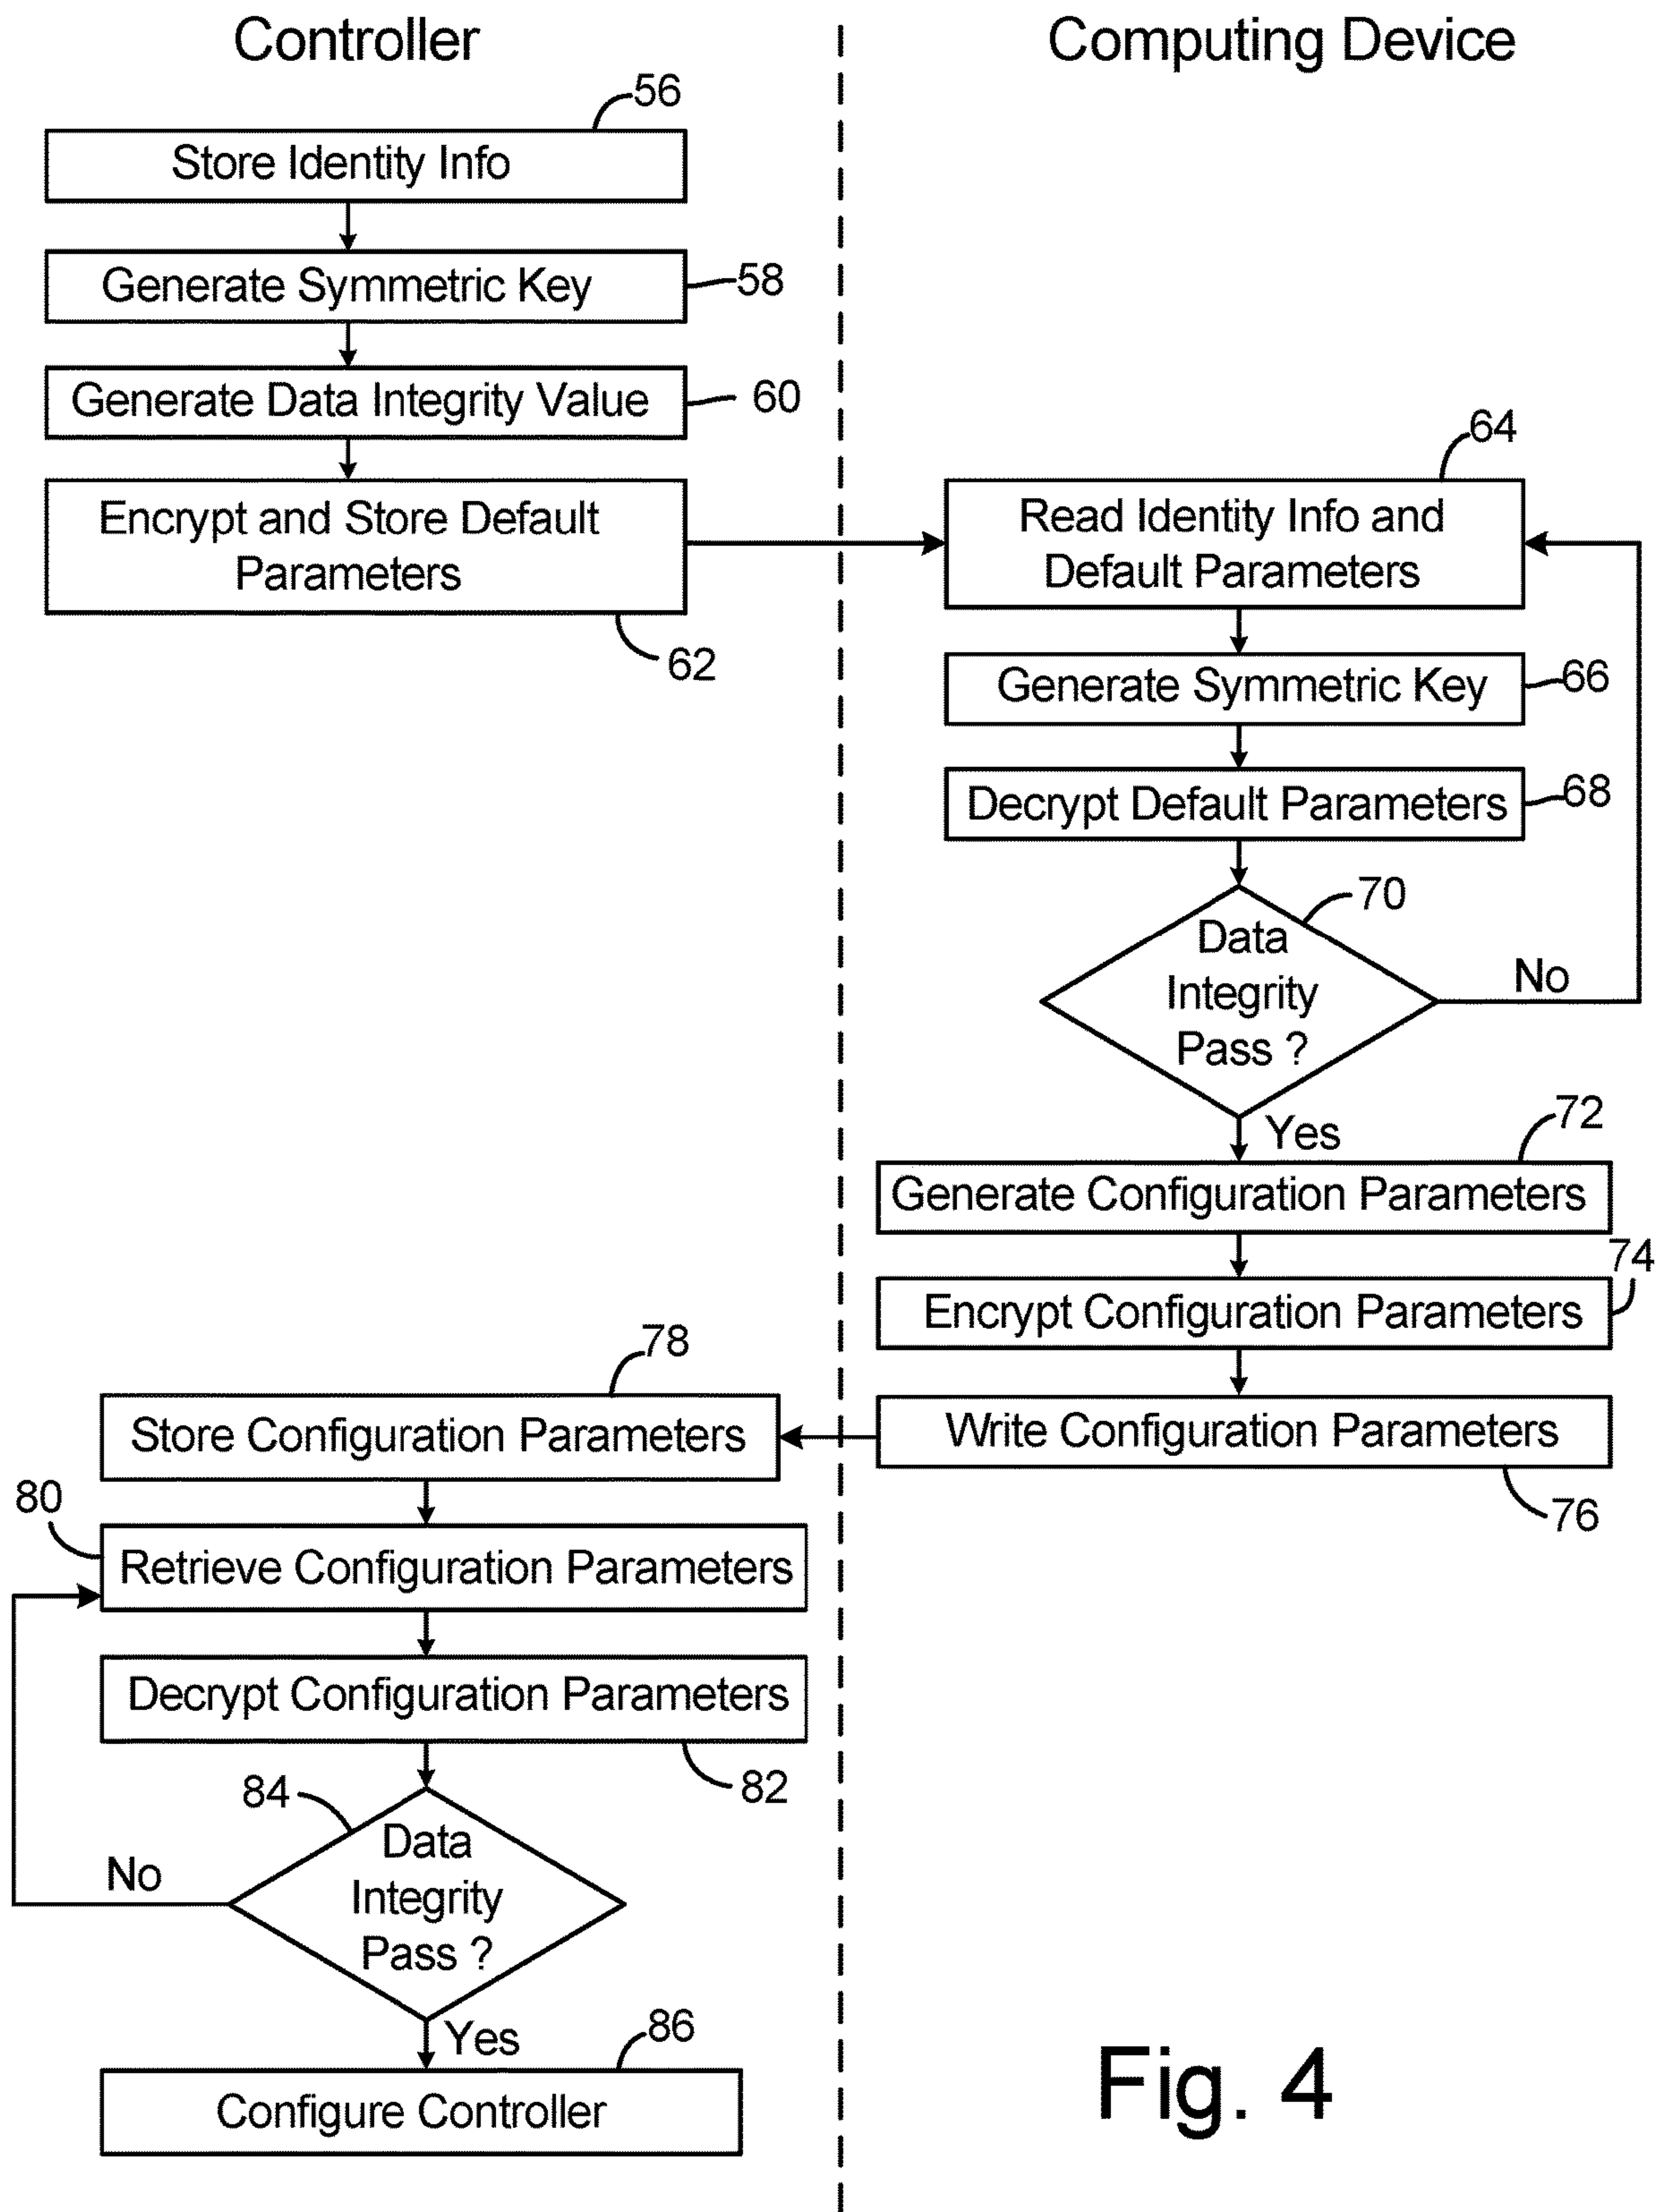 Controller
Computing Device
56
Store Identity Info
Generate Symmetric Key
58
Generate Data Integrity Value
60
Encrypt and Store Default
Parameters
62
64
Read Identity Info and
Default Parameters
Generate Symmetric Key
66
Decrypt Default Parameters
68
70
Data
Integrity
Pass ?
No
Yes
72
Generate Configuration Parameters
74
Encrypt Configuration Parameters
Write Configuration Parameters
76
78
Store Configuration Parameters
80
Retrieve Configuration Parameters
Decrypt Configuration Parameters
82
84
Data
Integrity
Pass ?
No
Yes
86
Configure Controller
Fig. 4